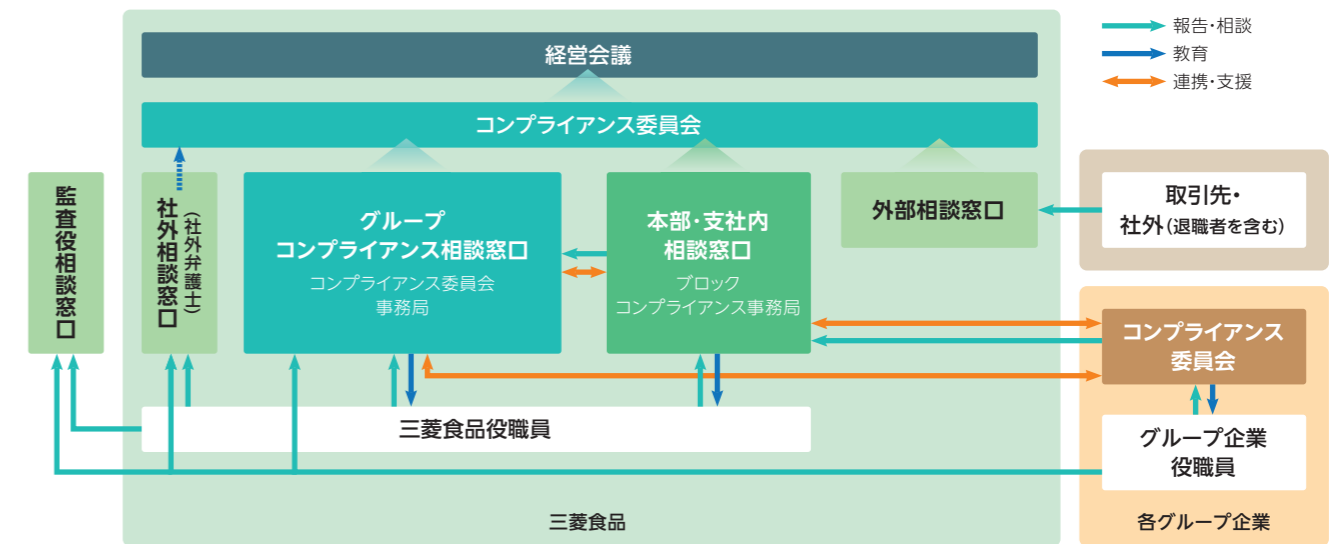 報告・相談
教育
連携・支援
経営会議
コンプライアンス委員会
監査役相談窓口
社外相談窓口
(社外弁護士)
グループ
コンプライアンス相談窓口
コンプライアンス委員会
事務局
本部・支社内
相談窓口
ブロック
コンプライアンス事務局
外部相談窓口
取引先・
社外(退職者を含む)
コンプライアンス
委員会
三菱食品役職員
グループ企業
役職員
三菱食品
各グループ企業